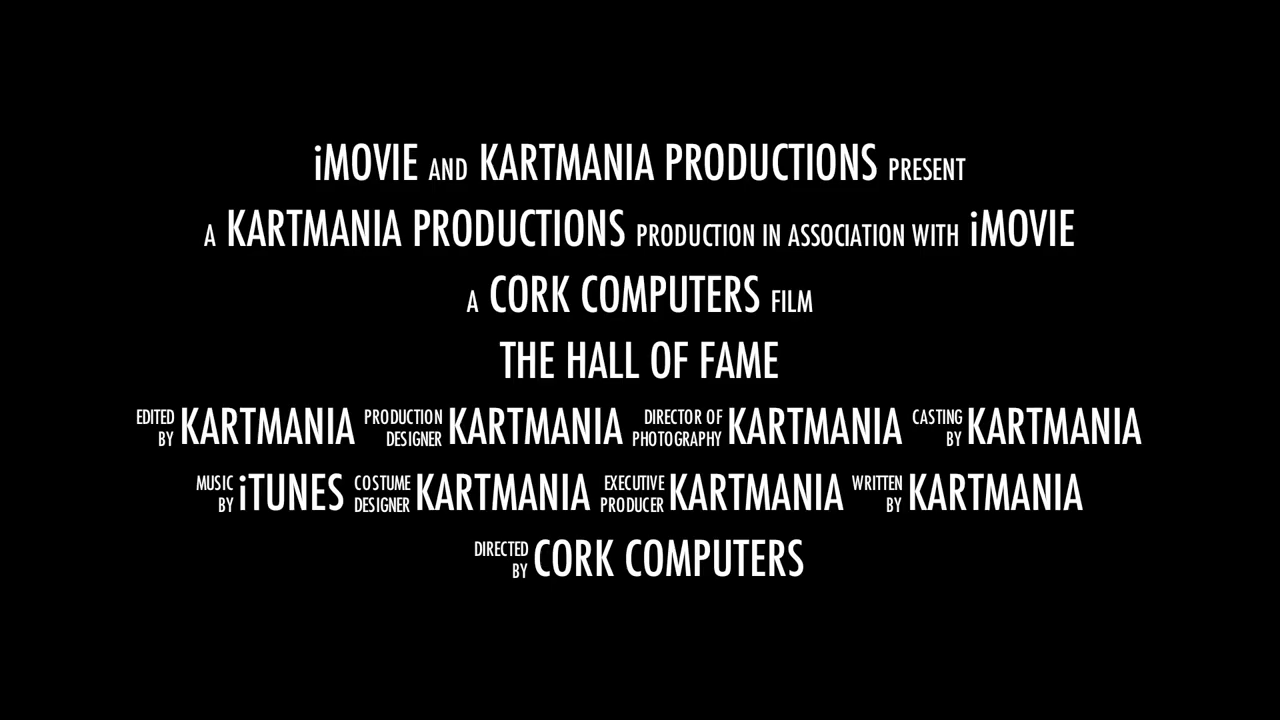 iMOVIE AND KARTMANIA PRODUCTIONS PRESENT
A KARTMANIA PRODUCTIONS PRODUCTION IN ASSOCIATION WITH iMOVIE
A CORK COMPUTERS FILM
THE HALL OF FAME
EDITED BY KARTMANIA PRODUCTION DESIGNER KARTMANIA DIRECTOR OF PHOTOGRAPHY KARTMANIA CASTING BY KARTMANIA
MUSIC BY iTUNES COSTUME DESIGNER KARTMANIA EXECUTIVE PRODUCER KARTMANIA WRITTEN BY KARTMANIA
DIRECTED BY CORK COMPUTERS